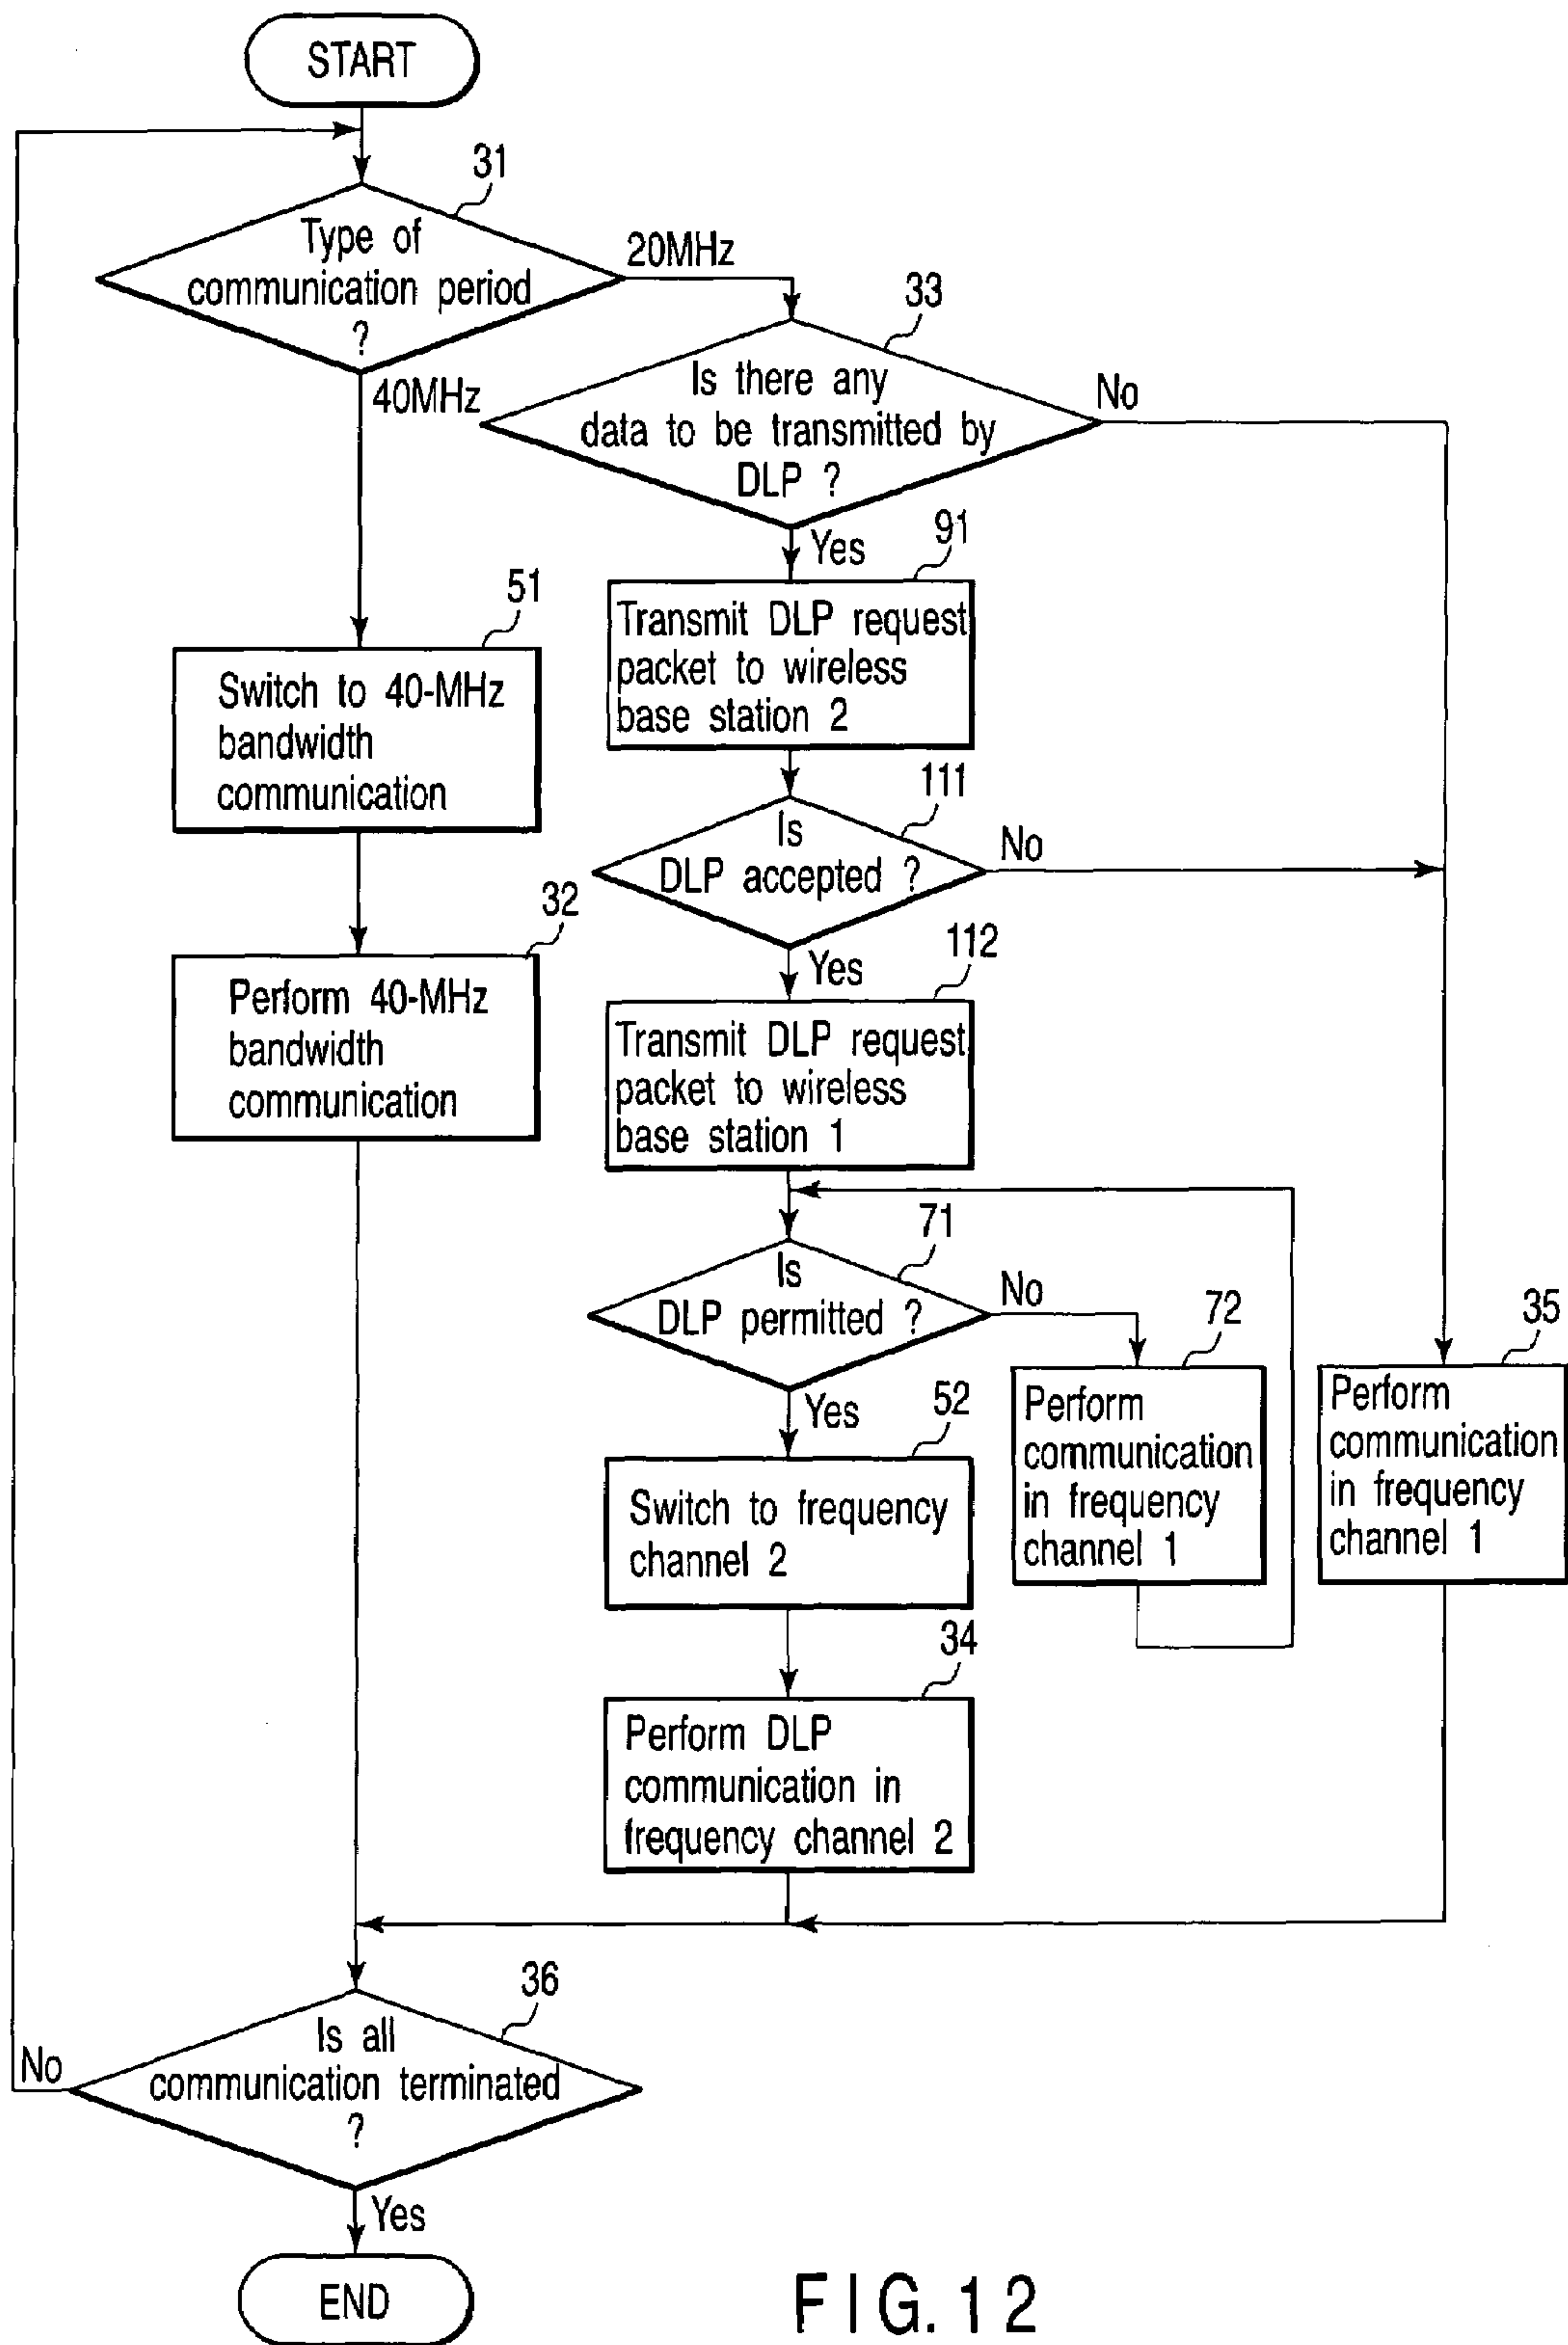 START
31
Type of
communication period
?
20MHz
40MHz
33
Is there any
data to be transmitted by
DLP ?
No
Yes
91
Transmit DLP request
packet to wireless
base station 2
51
Switch to 40-MHz
bandwidth
communication
111
Is
DLP accepted ?
No
Yes
32
Perform 40-MHz
bandwidth
communication
112
Transmit DLP request
packet to wireless
base station 1
71
Is
DLP permitted ?
No
Yes
72
Perform
communication
in frequency
channel 1
35
Perform
communication
in frequency
channel 1
52
Switch to frequency
channel 2
34
Perform DLP
communication in
frequency channel 2
36
Is all
communication terminated
?
No
Yes
END
FIG.12